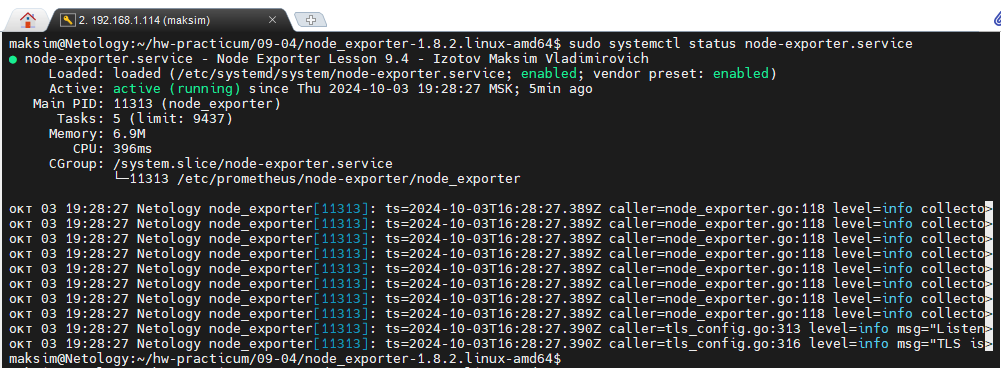 2. 192.168.1.114 (maksim)
maksim@Netology:~/hw-practicum/09-04/node_exporter-1.8.2.linux-amd64$ sudo systemctl status node-exporter.service
● node-exporter.service - Node Exporter Lesson 9.4 - Izotov Maksim Vladimirovich
Loaded: loaded (/etc/systemd/system/node-exporter.service; enabled; vendor preset: enabled)
Active: active (running) since Thu 2024-10-03 19:28:27 MSK; 5min ago
Main PID: 11313 (node_exporter)
Tasks: 5 (limit: 9437)
Memory: 6.9M
CPU: 396ms
CGroup: /system.slice/node-exporter.service
└─11313 /etc/prometheus/node-exporter/node_exporter
окт 03 19:28:27 Netology node_exporter[11313]: ts=2024-10-03T16:28:27.389Z caller=node_exporter.go:118 level=info collecto>
окт 03 19:28:27 Netology node_exporter[11313]: ts=2024-10-03T16:28:27.389Z caller=node_exporter.go:118 level=info collecto>
окт 03 19:28:27 Netology node_exporter[11313]: ts=2024-10-03T16:28:27.389Z caller=node_exporter.go:118 level=info collecto>
окт 03 19:28:27 Netology node_exporter[11313]: ts=2024-10-03T16:28:27.389Z caller=node_exporter.go:118 level=info collecto>
окт 03 19:28:27 Netology node_exporter[11313]: ts=2024-10-03T16:28:27.389Z caller=node_exporter.go:118 level=info collecto>
окт 03 19:28:27 Netology node_exporter[11313]: ts=2024-10-03T16:28:27.389Z caller=node_exporter.go:118 level=info collecto>
окт 03 19:28:27 Netology node_exporter[11313]: ts=2024-10-03T16:28:27.389Z caller=node_exporter.go:118 level=info collecto>
окт 03 19:28:27 Netology node_exporter[11313]: ts=2024-10-03T16:28:27.389Z caller=node_exporter.go:118 level=info collecto>
окт 03 19:28:27 Netology node_exporter[11313]: ts=2024-10-03T16:28:27.390Z caller=tls_config.go:313 level=info msg="Listen>
окт 03 19:28:27 Netology node_exporter[11313]: ts=2024-10-03T16:28:27.390Z caller=tls_config.go:316 level=info msg="TLS is>
maksim@Netology:~/hw-practicum/09-04/node_exporter-1.8.2.linux-amd64$